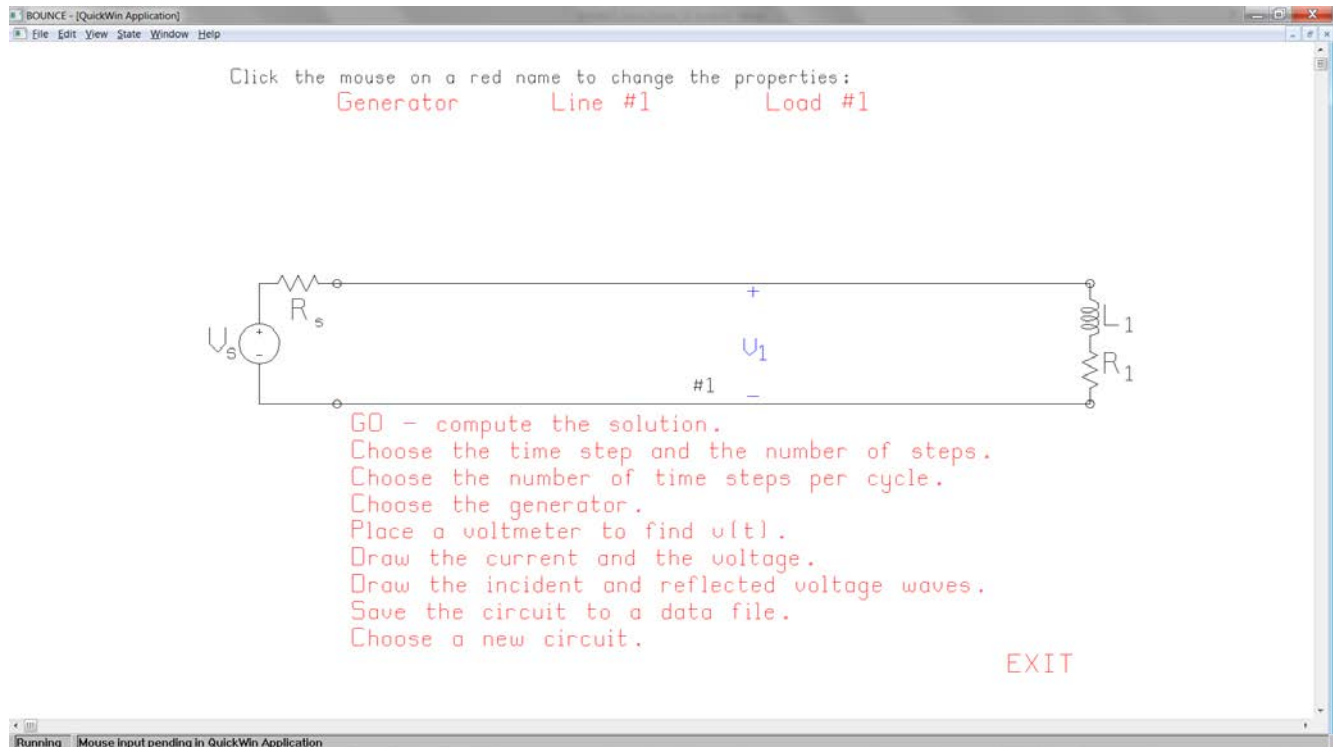 BOUNCE - [QuickWin Application]
File Edit View State Window Help
Click the mouse on a red name to change the properties:
Generator Line #1 Load #1
Rs
Vs
+
-
+
V1
-
#1
L1
R1
GO - compute the solution.
Choose the time step and the number of steps.
Choose the number of time steps per cycle.
Choose the generator.
Place a voltmeter to find v(t).
Draw the current and the voltage.
Draw the incident and reflected voltage waves.
Save the circuit to a data file.
Choose a new circuit.
EXIT
Running Mouse input pending in QuickWin Application